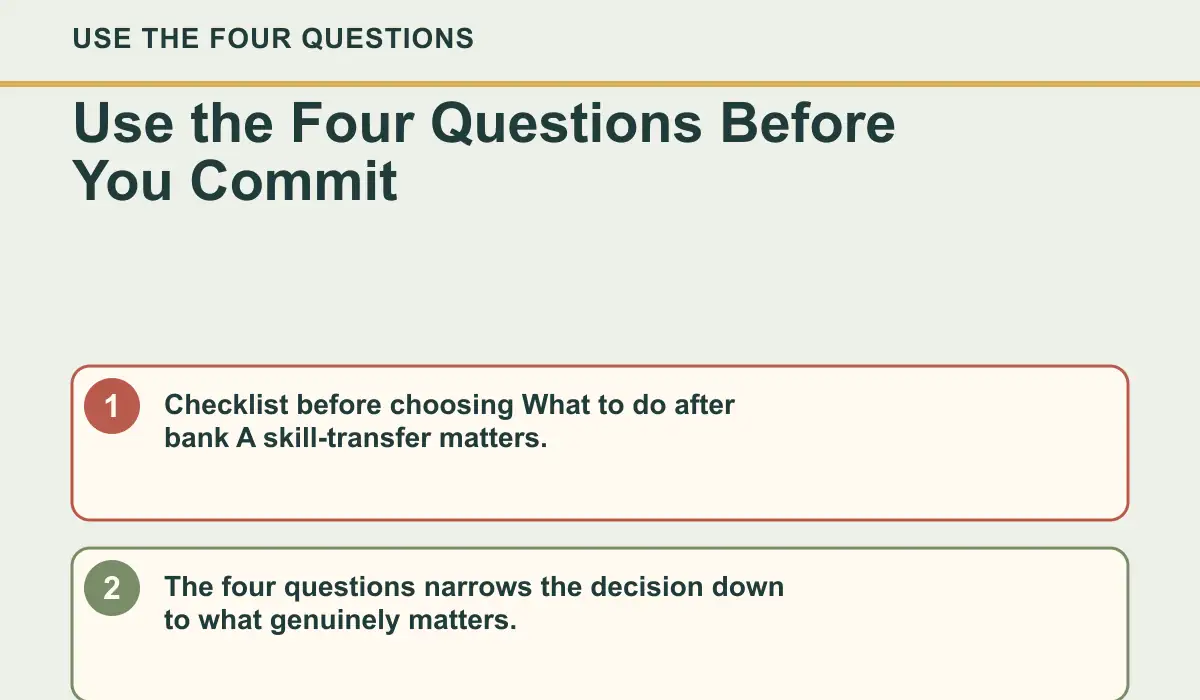 USE THE FOUR QUESTIONS
Use the Four Questions Before
You Commit
1
Checklist before choosing What to do after
bank A skill-transfer matters.
2
The four questions narrows the decision down
to what genuinely matters.